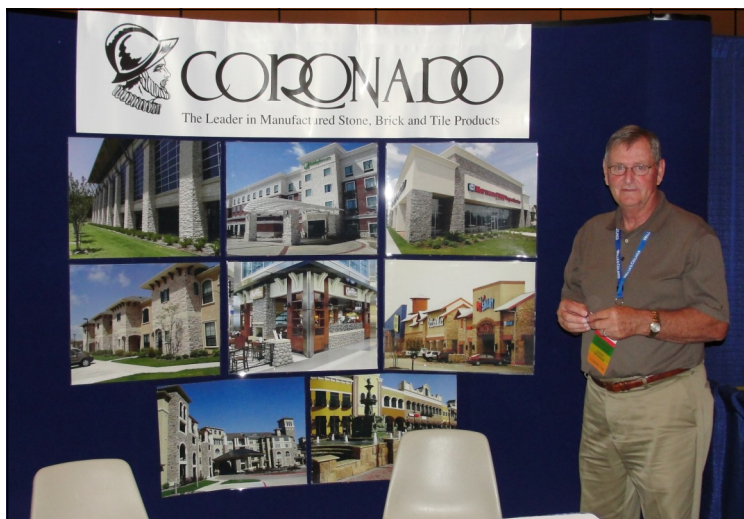 CORONADO
The Leader in Manufactured Stone, Brick and Tile Products